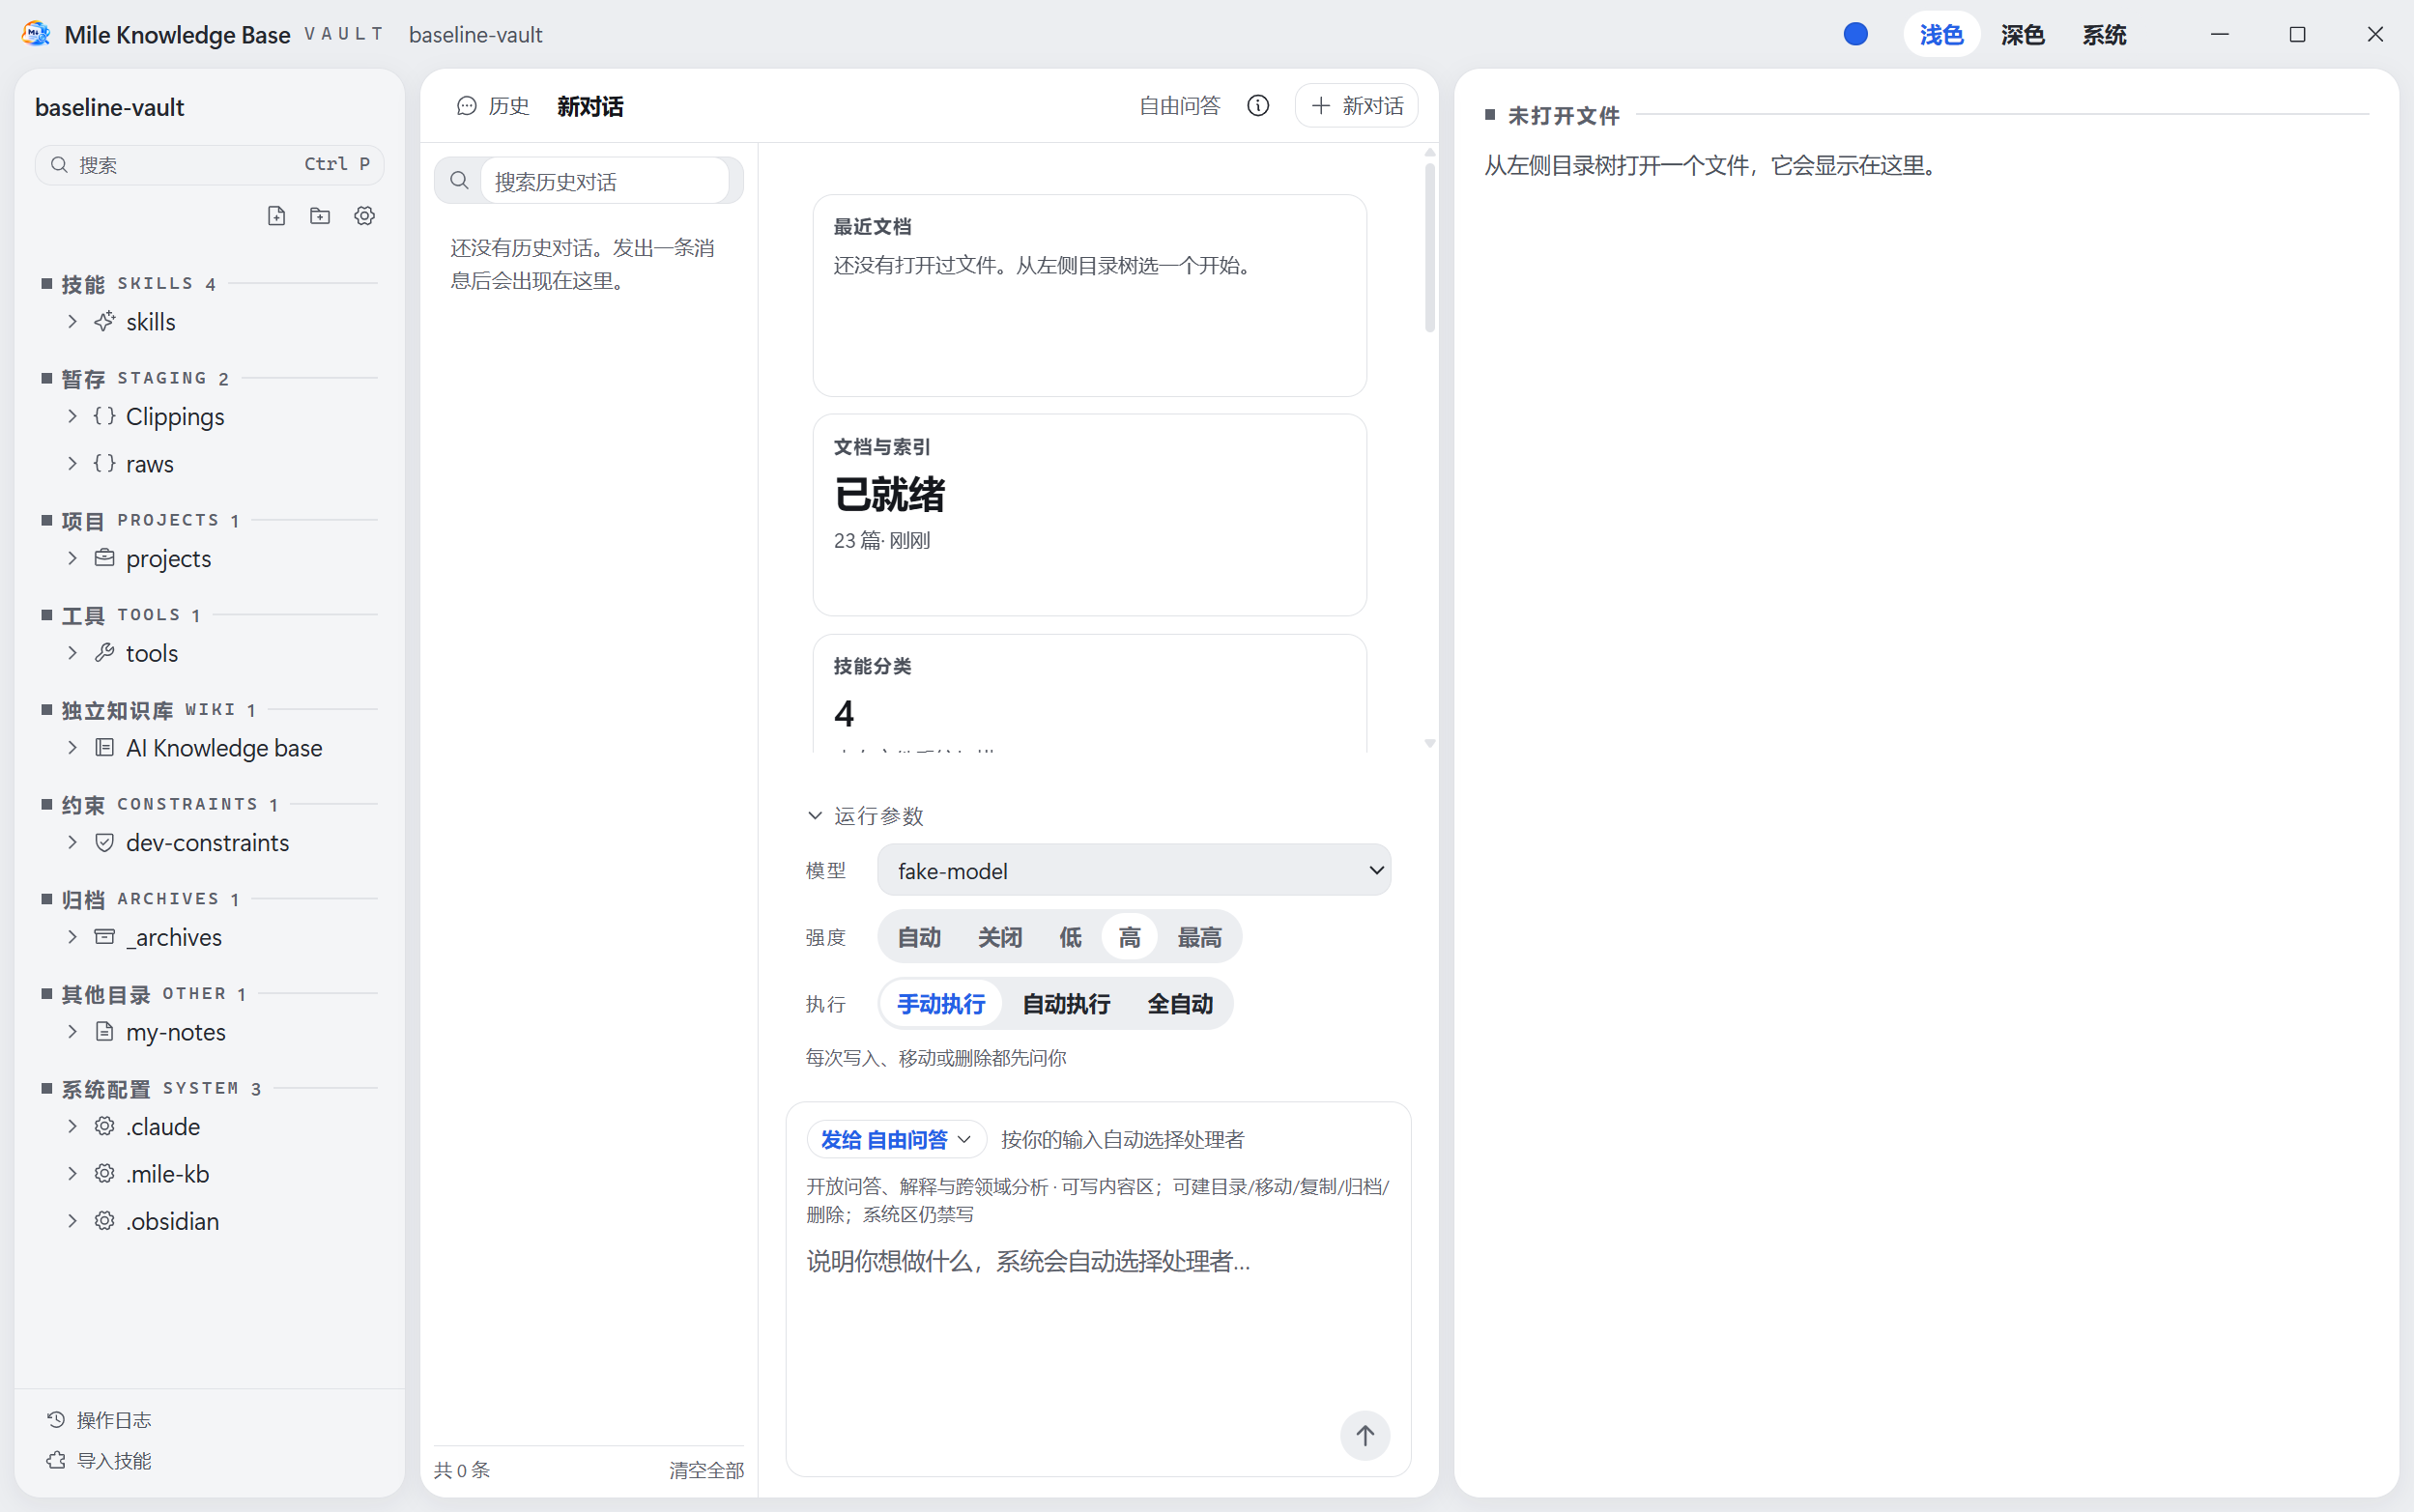 Mile Knowledge Base VAULT baseline-vault
浅色 深色 系统
baseline-vault
搜索 Ctrl P
技能 SKILLS 4
skills
暂存 STAGING 2
Clippings
raws
项目 PROJECTS 1
projects
工具 TOOLS 1
tools
独立知识库 WIKI 1
AI Knowledge base
约束 CONSTRAINTS 1
dev-constraints
归档 ARCHIVES 1
_archives
其他目录 OTHER 1
my-notes
系统配置 SYSTEM 3
.claude
.mile-kb
.obsidian
操作日志
导入技能
历史 新对话
自由问答 新对话
搜索历史对话
还没有历史对话。发出一条消
息后会出现在这里。
共 0 条 清空全部
最近文档
还没有打开过文件。从左侧目录树选一个开始。
文档与索引
已就绪
23 篇· 刚刚
技能分类
4
运行参数
模型 fake-model
强度 自动 关闭 低 高 最高
执行 手动执行 自动执行 全自动
每次写入、移动或删除都先问你
发给 自由问答 按你的输入自动选择处理者
开放问答、解释与跨领域分析 · 可写内容区；可建目录/移动/复制/归档/
删除；系统区仍禁写
说明你想做什么，系统会自动选择处理者...
未打开文件
从左侧目录树打开一个文件，它会显示在这里。